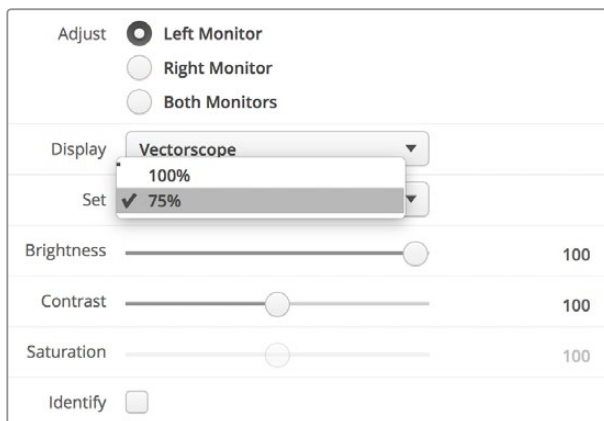 Adjust Left Monitor
Right Monitor
Both Monitors
Display Vectorscope
100%
Set ✔ 75%
Brightness 100
Contrast 100
Saturation 100
Identify